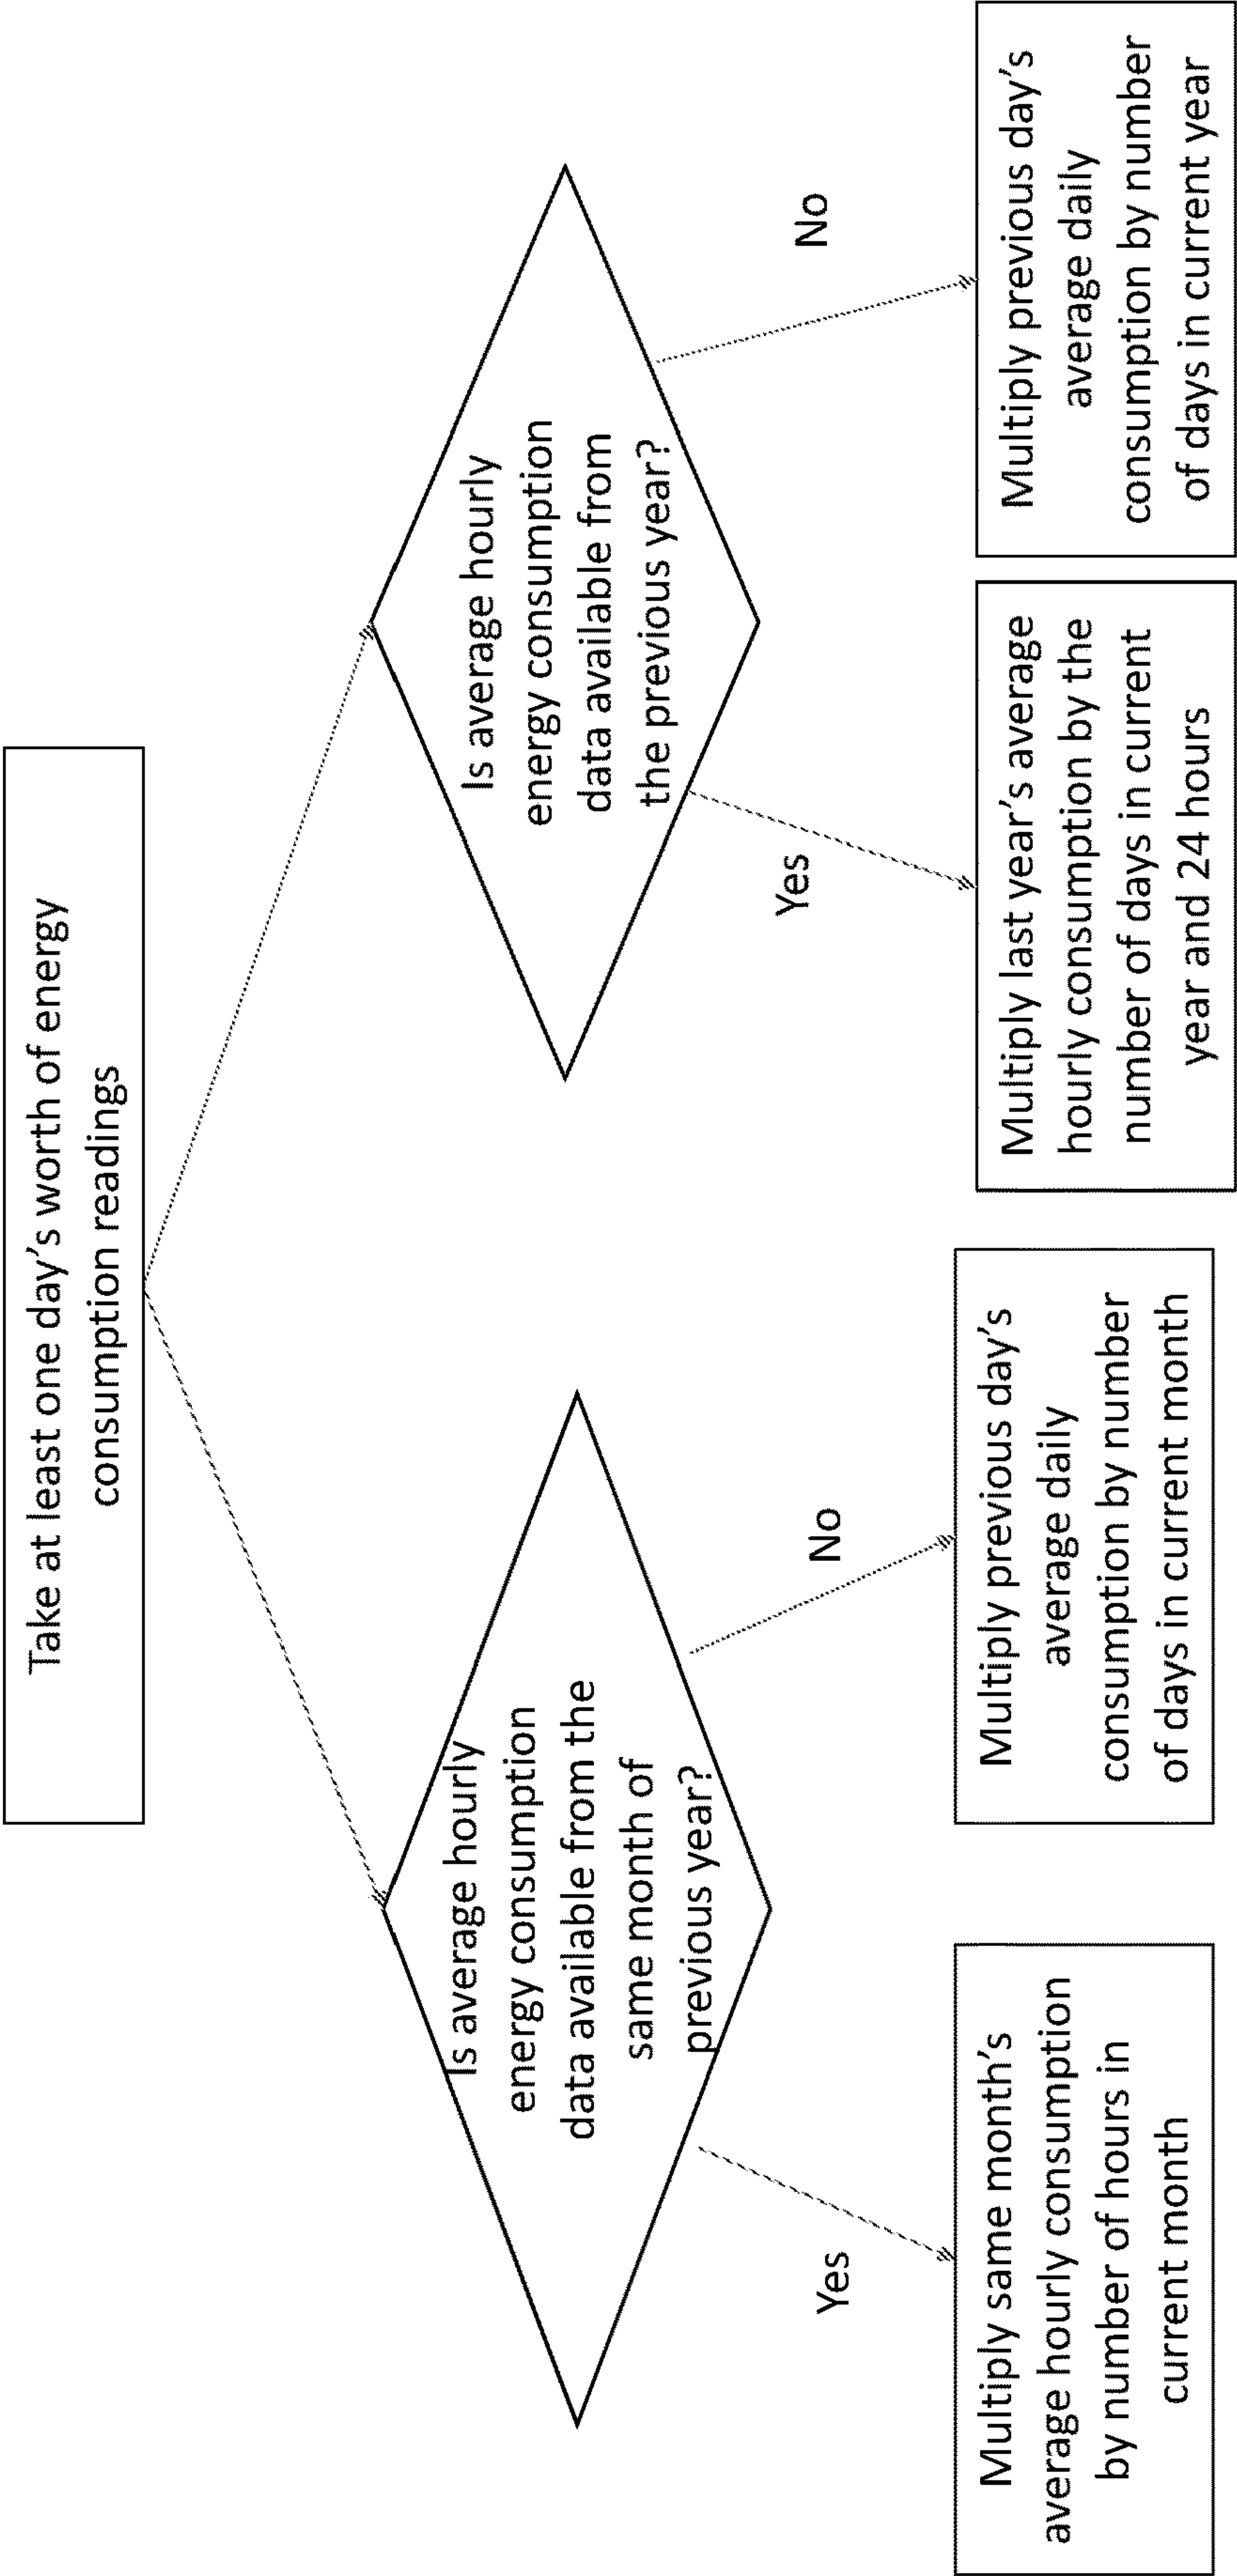 Take at least one day's worth of energy
consumption readings
Is average hourly
energy consumption
data available from the
same month of
previous year?
Is average hourly
energy consumption
data available from
the previous year?
Yes
No
Yes
No
Multiply same month's
average hourly consumption
by number of hours in
current month
Multiply previous day's
average daily
consumption by number
of days in current month
Multiply last year's average
hourly consumption by the
number of days in current
year and 24 hours
Multiply previous day's
average daily
consumption by number
of days in current year